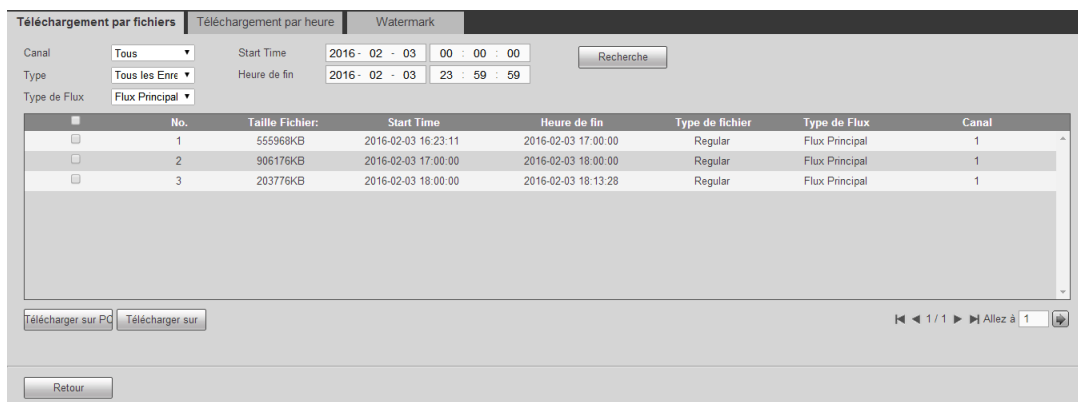 Téléchargement par fichiers Téléchargement par heure Watermark
Canal Tous Start Time 2016 - 02 - 03 00 : 00 : 00 Recherche
Type Tous les Enre Heure de fin 2016 - 02 - 03 23 : 59 : 59
Type de Flux Flux Principal
No. Taille Fichier: Start Time Heure de fin Type de fichier Type de Flux Canal
1 555968KB 2016-02-03 16:23:11 2016-02-03 17:00:00 Regular Flux Principal 1
2 906176KB 2016-02-03 17:00:00 2016-02-03 18:00:00 Regular Flux Principal 1
3 203776KB 2016-02-03 18:00:00 2016-02-03 18:13:28 Regular Flux Principal 1
Télécharger sur PC Télécharger sur 1 / 1 Allez à 1
Retour